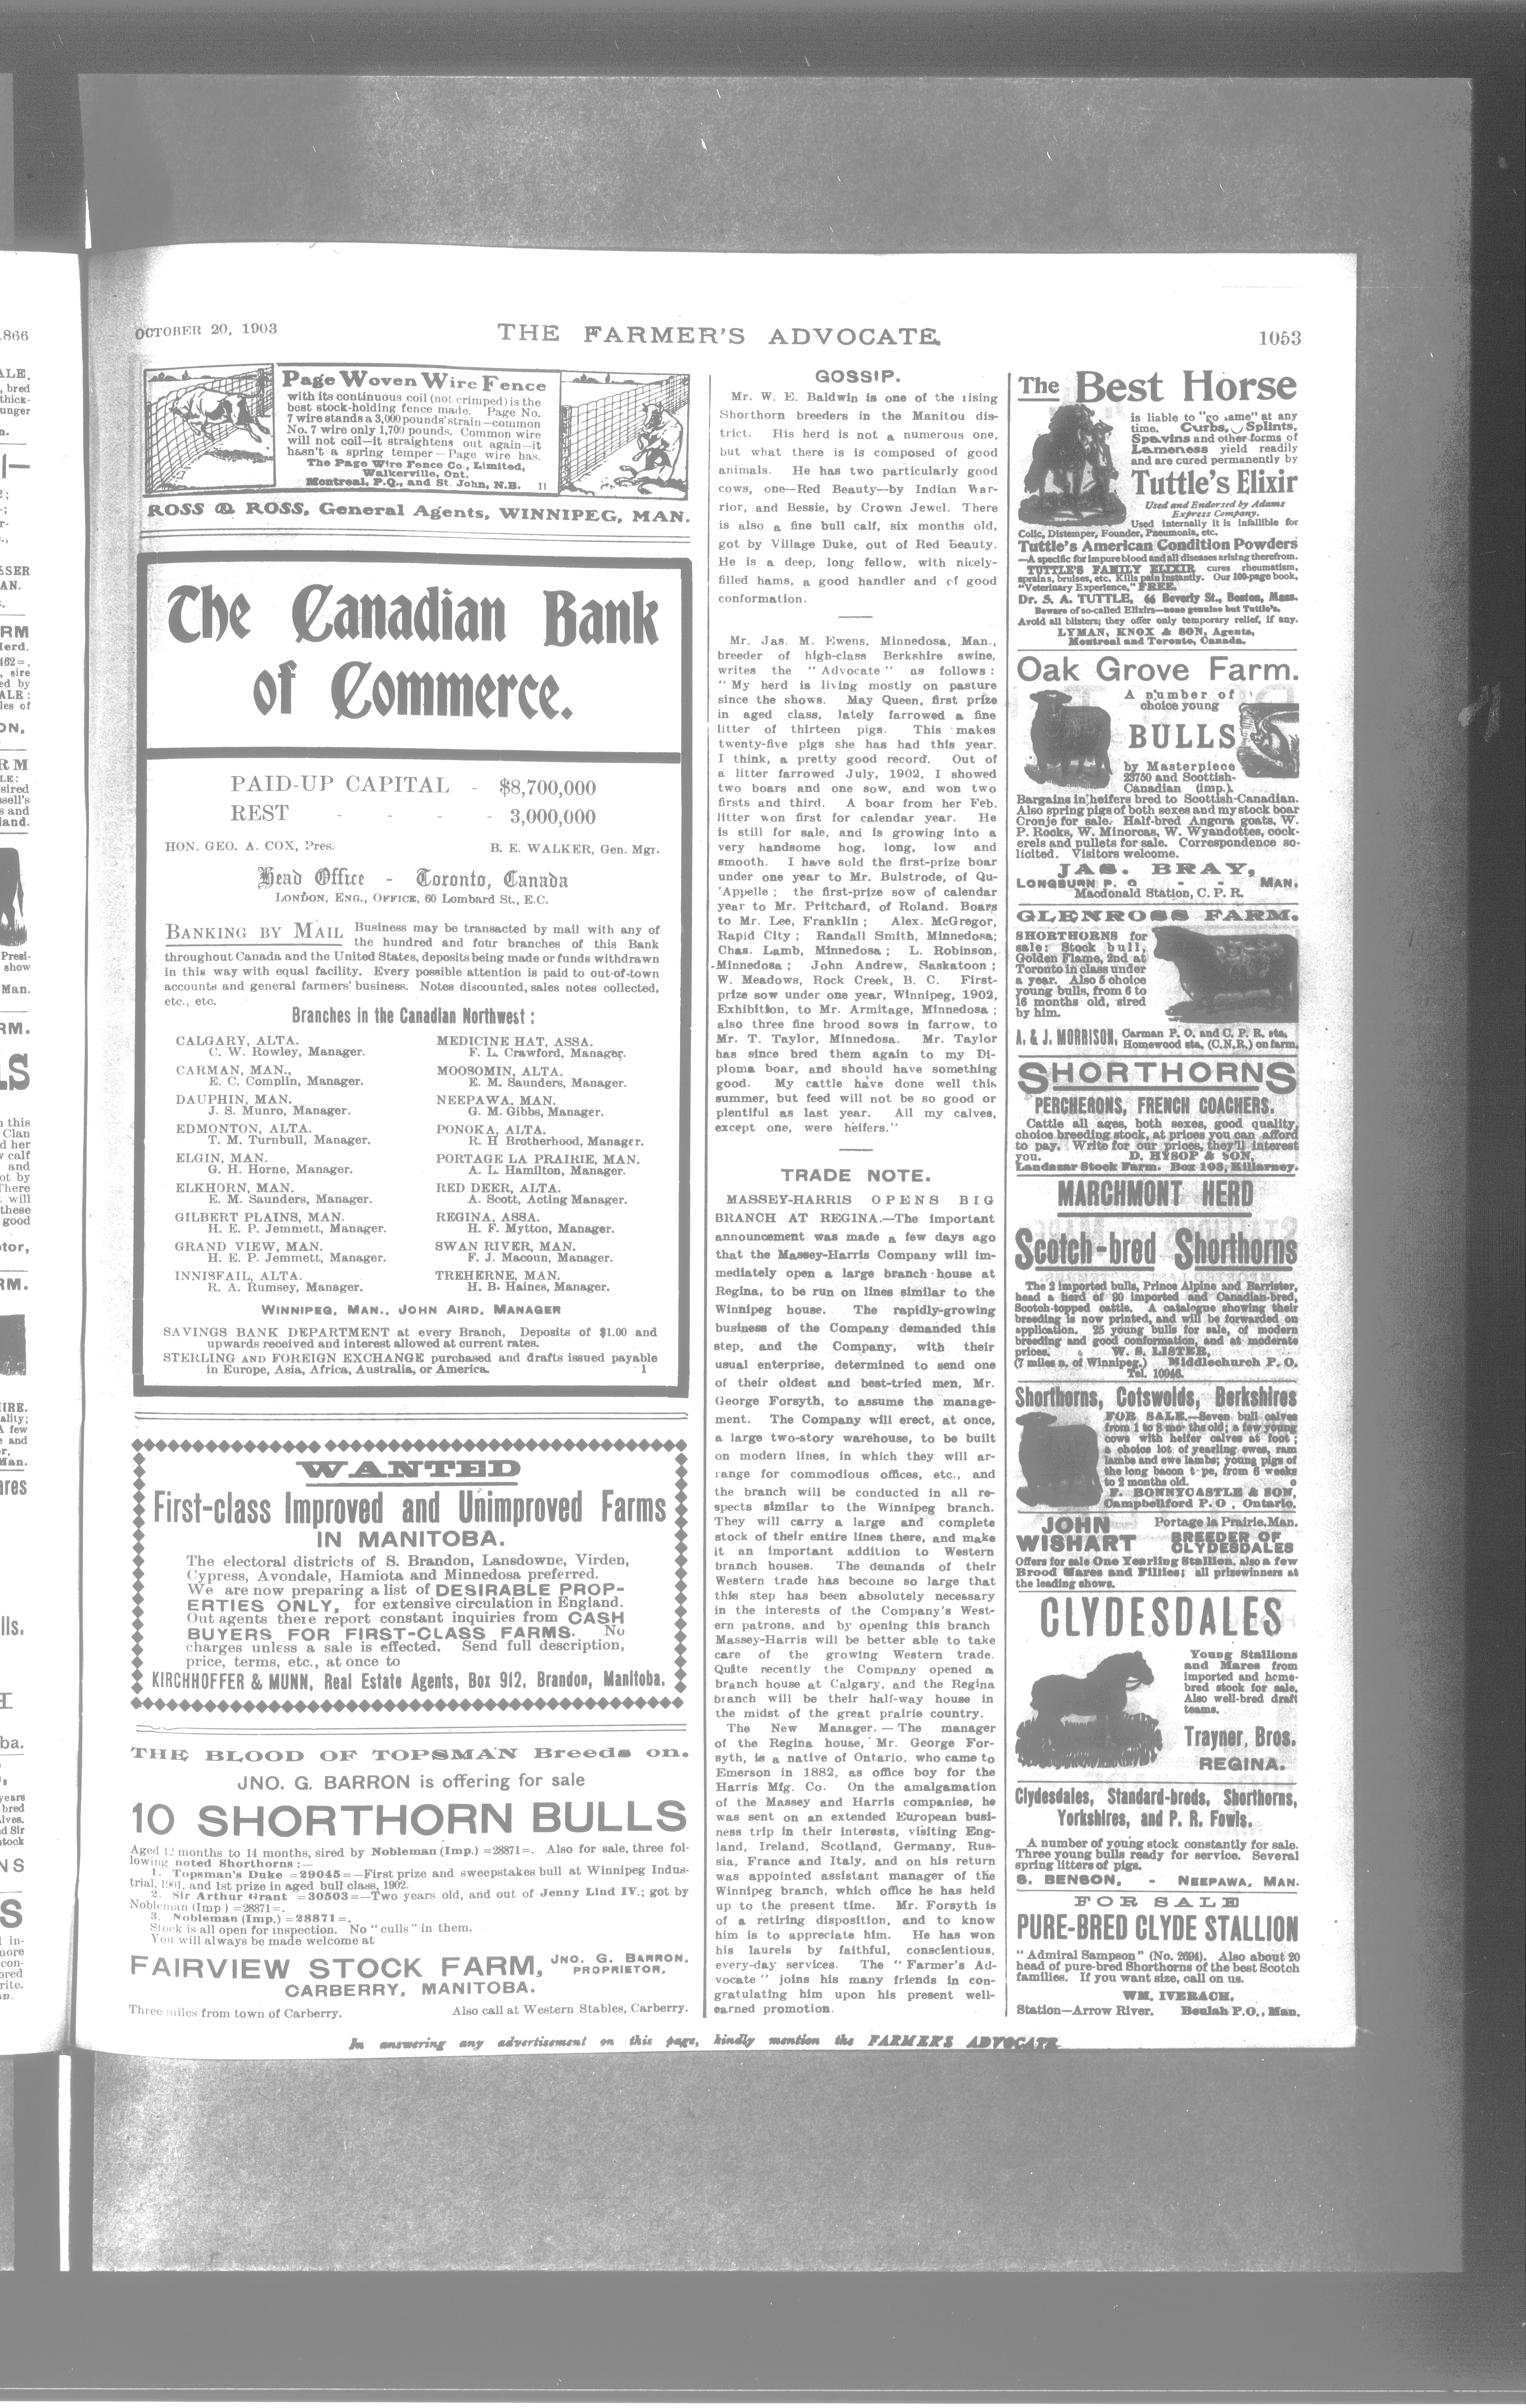 OCTOBER 20, 1903
THE FARMER'S ADVOCATE
1053
Page Woven Wire Fence
with its continuous coil (not crimped) is the
best stock-holding fence made. Page No.
7 wire stands a 3,000 pounds' strain—common
No. 7 wire only 1,700 pounds. Common wire
will not coil—it straightens out again—it
hasn't a spring temper—Page wire has.
The Page Wire Fence Co., Limited,
Walkerville, Ont.
Montreal, P.Q., and St. John, N.B. 11
ROSS & ROSS, General Agents, WINNIPEG, MAN.
The Canadian Bank
of Commerce.
PAID-UP CAPITAL - $8,700,000
REST - - - - 3,000,000
HON. GEO. A. COX, Pres. B. E. WALKER, Gen. Mgr.
Head Office - Toronto, Canada
LONDON, ENG., OFFICE, 60 Lombard St., E.C.
BANKING BY MAIL Business may be transacted by mail with any of
the hundred and four branches of this Bank
throughout Canada and the United States, deposits being made or funds withdrawn
in this way with equal facility. Every possible attention is paid to out-of-town
accounts and general farmers' business. Notes discounted, sales notes collected,
etc., etc.
Branches in the Canadian Northwest :
CALGARY, ALTA.
C. W. Rowley, Manager.
CARMAN, MAN.,
E. C. Complin, Manager.
DAUPHIN, MAN.
J. S. Munro, Manager.
EDMONTON, ALTA.
T. M. Turnbull, Manager.
ELGIN, MAN.
G. H. Horne, Manager.
ELKHORN, MAN.
E. M. Saunders, Manager.
GILBERT PLAINS, MAN.
H. E. P. Jemmett, Manager.
GRAND VIEW, MAN.
H. E. P. Jemmett, Manager.
INNISFAIL, ALTA.
R. A. Rumsey, Manager.
MEDICINE HAT, ASSA.
F. L. Crawford, Manager.
MOOSOMIN, ALTA.
E. M. Saunders, Manager.
NEEPAWA, MAN.
G. M. Gibbs, Manager.
PONOKA, ALTA.
R. H Brotherhood, Manager.
PORTAGE LA PRAIRIE, MAN.
A. L. Hamilton, Manager.
RED DEER, ALTA.
A. Scott, Acting Manager.
REGINA, ASSA.
H. F. Mytton, Manager.
SWAN RIVER, MAN.
F. J. Macoun, Manager.
TREHERNE, MAN.
H. B. Haines, Manager.
WINNIPEG, MAN., JOHN AIRD, MANAGER
SAVINGS BANK DEPARTMENT at every Branch, Deposits of $1.00 and
upwards received and interest allowed at current rates.
STERLING AND FOREIGN EXCHANGE purchased and drafts issued payable
in Europe, Asia, Africa, Australia, or America. 1
WANTED
First-class Improved and Unimproved Farms
IN MANITOBA.
The electoral districts of S. Brandon, Lansdowne, Virden,
Cypress, Avondale, Hamiota and Minnedosa preferred.
We are now preparing a list of DESIRABLE PROP-
ERTIES ONLY, for extensive circulation in England.
Out agents there report constant inquiries from CASH
BUYERS FOR FIRST-CLASS FARMS. No
charges unless a sale is effected. Send full description,
price, terms, etc., at once to
KIRCHHOFFER & MUNN, Real Estate Agents, Box 912, Brandon, Manitoba.
THE BLOOD OF TOPSMAN Breeds on.
JNO. G. BARRON is offering for sale
10 SHORTHORN BULLS
Aged 12 months to 14 months, sired by Nobleman (Imp.) =28871=. Also for sale, three fol-
lowing noted Shorthorns :—
1. Topsman's Duke =29045=—First prize and sweepstakes bull at Winnipeg Indus-
trial, 1901, and 1st prize in aged bull class, 1902.
2. Sir Arthur Grant =30503=—Two years old, and out of Jenny Lind IV.; got by
Nobleman (Imp ) =28871=.
3. Nobleman (Imp.) =28871=.
Stock is all open for inspection. No "culls" in them.
You will always be made welcome at
FAIRVIEW STOCK FARM, JNO. G. BARRON,
PROPRIETOR,
CARBERRY, MANITOBA.
Three miles from town of Carberry. Also call at Western Stables, Carberry.
GOSSIP.
Mr. W. E. Baldwin is one of the rising
Shorthorn breeders in the Manitou dis-
trict. His herd is not a numerous one,
but what there is is composed of good
animals. He has two particularly good
cows, one—Red Beauty—by Indian War-
rior, and Bessie, by Crown Jewel. There
is also a fine bull calf, six months old,
got by Village Duke, out of Red Beauty.
He is a deep, long fellow, with nicely-
filled hams, a good handler and of good
conformation.
Mr. Jas. M. Ewens, Minnedosa, Man.,
breeder of high-class Berkshire swine,
writes the "Advocate" as follows :
"My herd is living mostly on pasture
since the shows. May Queen, first prize
in aged class, lately farrowed a fine
litter of thirteen pigs. This makes
twenty-five pigs she has had this year.
I think, a pretty good record. Out of
a litter farrowed July, 1902, I showed
two boars and one sow, and won two
firsts and third. A boar from her Feb.
litter won first for calendar year. He
is still for sale, and is growing into a
very handsome hog, long, low and
smooth. I have sold the first-prize boar
under one year to Mr. Bulstrode, of Qu-
'Appelle ; the first-prize sow of calendar
year to Mr. Pritchard, of Roland. Boars
to Mr. Lee, Franklin ; Alex. McGregor,
Rapid City ; Randall Smith, Minnedosa;
Chas. Lamb, Minnedosa ; L. Robinson,
Minnedosa ; John Andrew, Saskatoon ;
W. Meadows, Rock Creek, B. C. First-
prize sow under one year, Winnipeg, 1902,
Exhibition, to Mr. Armitage, Minnedosa ;
also three fine brood sows in farrow, to
Mr. T. Taylor, Minnedosa. Mr. Taylor
has since bred them again to my Di-
ploma boar, and should have something
good. My cattle have done well this
summer, but feed will not be so good or
plentiful as last year. All my calves,
except one, were heifers."
TRADE NOTE.
MASSEY-HARRIS OPENS BIG
BRANCH AT REGINA.—The important
announcement was made a few days ago
that the Massey-Harris Company will im-
mediately open a large branch house at
Regina, to be run on lines similar to the
Winnipeg house. The rapidly-growing
business of the Company demanded this
step, and the Company, with their
usual enterprise, determined to send one
of their oldest and best-tried men, Mr.
George Forsyth, to assume the manage-
ment. The Company will erect, at once,
a large two-story warehouse, to be built
on modern lines, in which they will ar-
range for commodious offices, etc., and
the branch will be conducted in all re-
spects similar to the Winnipeg branch.
They will carry a large and complete
stock of their entire lines there, and make
it an important addition to Western
branch houses. The demands of their
Western trade has become so large that
this step has been absolutely necessary
in the interests of the Company's West-
ern patrons, and by opening this branch
Massey-Harris will be better able to take
care of the growing Western trade.
Quite recently the Company opened a
branch house at Calgary, and the Regina
branch will be their half-way house in
the midst of the great prairie country.
The New Manager.—The manager
of the Regina house, Mr. George For-
syth, is a native of Ontario, who came to
Emerson in 1882, as office boy for the
Harris Mfg. Co. On the amalgamation
of the Massey and Harris companies, he
was sent on an extended European busi-
ness trip in their interests, visiting Eng-
land, Ireland, Scotland, Germany, Rus-
sia, France and Italy, and on his return
was appointed assistant manager of the
Winnipeg branch, which office he has held
up to the present time. Mr. Forsyth is
of a retiring disposition, and to know
him is to appreciate him. He has won
his laurels by faithful, conscientious,
every-day services. The "Farmer's Ad-
vocate" joins his many friends in con-
gratulating him upon his present well-
earned promotion.
The Best Horse
is liable to "go lame" at any
time. Curbs, Splints,
Spavins and other forms of
Lameness yield readily
and are cured permanently by
Tuttle's Elixir
Used and Endorsed by Adams
Express Company.
Used internally it is infallible for
Colic, Distemper, Founder, Pneumonia, etc.
Tuttle's American Condition Powders
—A specific for impure blood and all diseases arising therefrom.
TUTTLE'S FAMILY ELIXIR cures rheumatism,
sprains, bruises, etc. Kills pain instantly. Our 100-page book,
"Veterinary Experience," FREE.
Dr. S. A. TUTTLE, 66 Beverly St., Boston, Mass.
Beware of so-called Elixirs—none genuine but Tuttle's.
Avoid all blisters; they offer only temporary relief, if any.
LYMAN, KNOX & SON, Agents,
Montreal and Toronto, Canada.
Oak Grove Farm.
A number of
choice young
BULLS
by Masterpiece
23750 and Scottish-
Canadian (imp.).
Bargains in heifers bred to Scottish-Canadian.
Also spring pigs of both sexes and my stock boar
Cronje for sale. Half-bred Angora goats, W.
P. Rocks, W. Minorcas, W. Wyandottes, cock-
erels and pullets for sale. Correspondence so-
licited. Visitors welcome.
JAS. BRAY,
LONGBURN P. O - - - MAN.
Macdonald Station, C. P. R.
GLENROSS FARM.
SHORTHORNS for
sale: Stock bull,
Golden Flame, 2nd at
Toronto in class under
a year. Also 5 choice
young bulls, from 6 to
16 months old, sired
by him.
A. & J. MORRISON, Carman P. O. and C. P. R. sta.
Homewood sta. (C.N.R.) on farm.
SHORTHORNS
PERCHERONS, FRENCH COACHERS.
Cattle all ages, both sexes, good quality,
choice breeding stock, at prices you can afford
to pay. Write for our prices, they'll interest
you. D. HYSOP & SON,
Landazar Stock Farm. Box 103, Killarney.
MARCHMONT HERD
Scotch-bred Shorthorns
The 2 imported bulls, Prince Alpine and Barrister,
head a herd of 90 imported and Canadian-bred,
Scotch-topped cattle. A catalogue showing their
breeding is now printed, and will be forwarded on
application. 25 young bulls for sale, of modern
breeding and good conformation, and at moderate
prices. W. S. LISTER,
(7 miles n. of Winnipeg.) Middlechurch P. O.
Tel. 1004B.
Shorthorns, Cotswolds, Berkshires
FOR SALE.—Seven bull calves
from 1 to 8 mo ths old; a few young
cows with heifer calves at foot ;
a choice lot of yearling ewes, ram
lambs and ewe lambs; young pigs of
the long bacon t pe, from 6 weeks
to 2 months old. o
F. BONNYCASTLE & SON,
Campbellford P. O , Ontario.
JOHN WISHART Portage la Prairie, Man.
BREEDER OF
CLYDESDALES
Offers for sale One Yearling Stallion, also a few
Brood Mares and Fillies; all prizewinners at
the leading shows.
CLYDESDALES
Young Stallions
and Mares from
imported and home-
bred stock for sale.
Also well-bred draft
teams.
Traynor Bros.
REGINA.
Clydesdales, Standard-breds, Shorthorns,
Yorkshires, and P. R. Fowls.
A number of young stock constantly for sale.
Three young bulls ready for service. Several
spring litters of pigs.
S. BENSON, - NEEPAWA, MAN.
FOR SALE
PURE-BRED CLYDE STALLION
"Admiral Sampson" (No. 2694). Also about 20
head of pure-bred Shorthorns of the best Scotch
families. If you want size, call on us.
WM. IVERACH,
Station—Arrow River. Beulah P.O., Man.
In answering any advertisement on this page, kindly mention the FARMER'S ADVOCATE